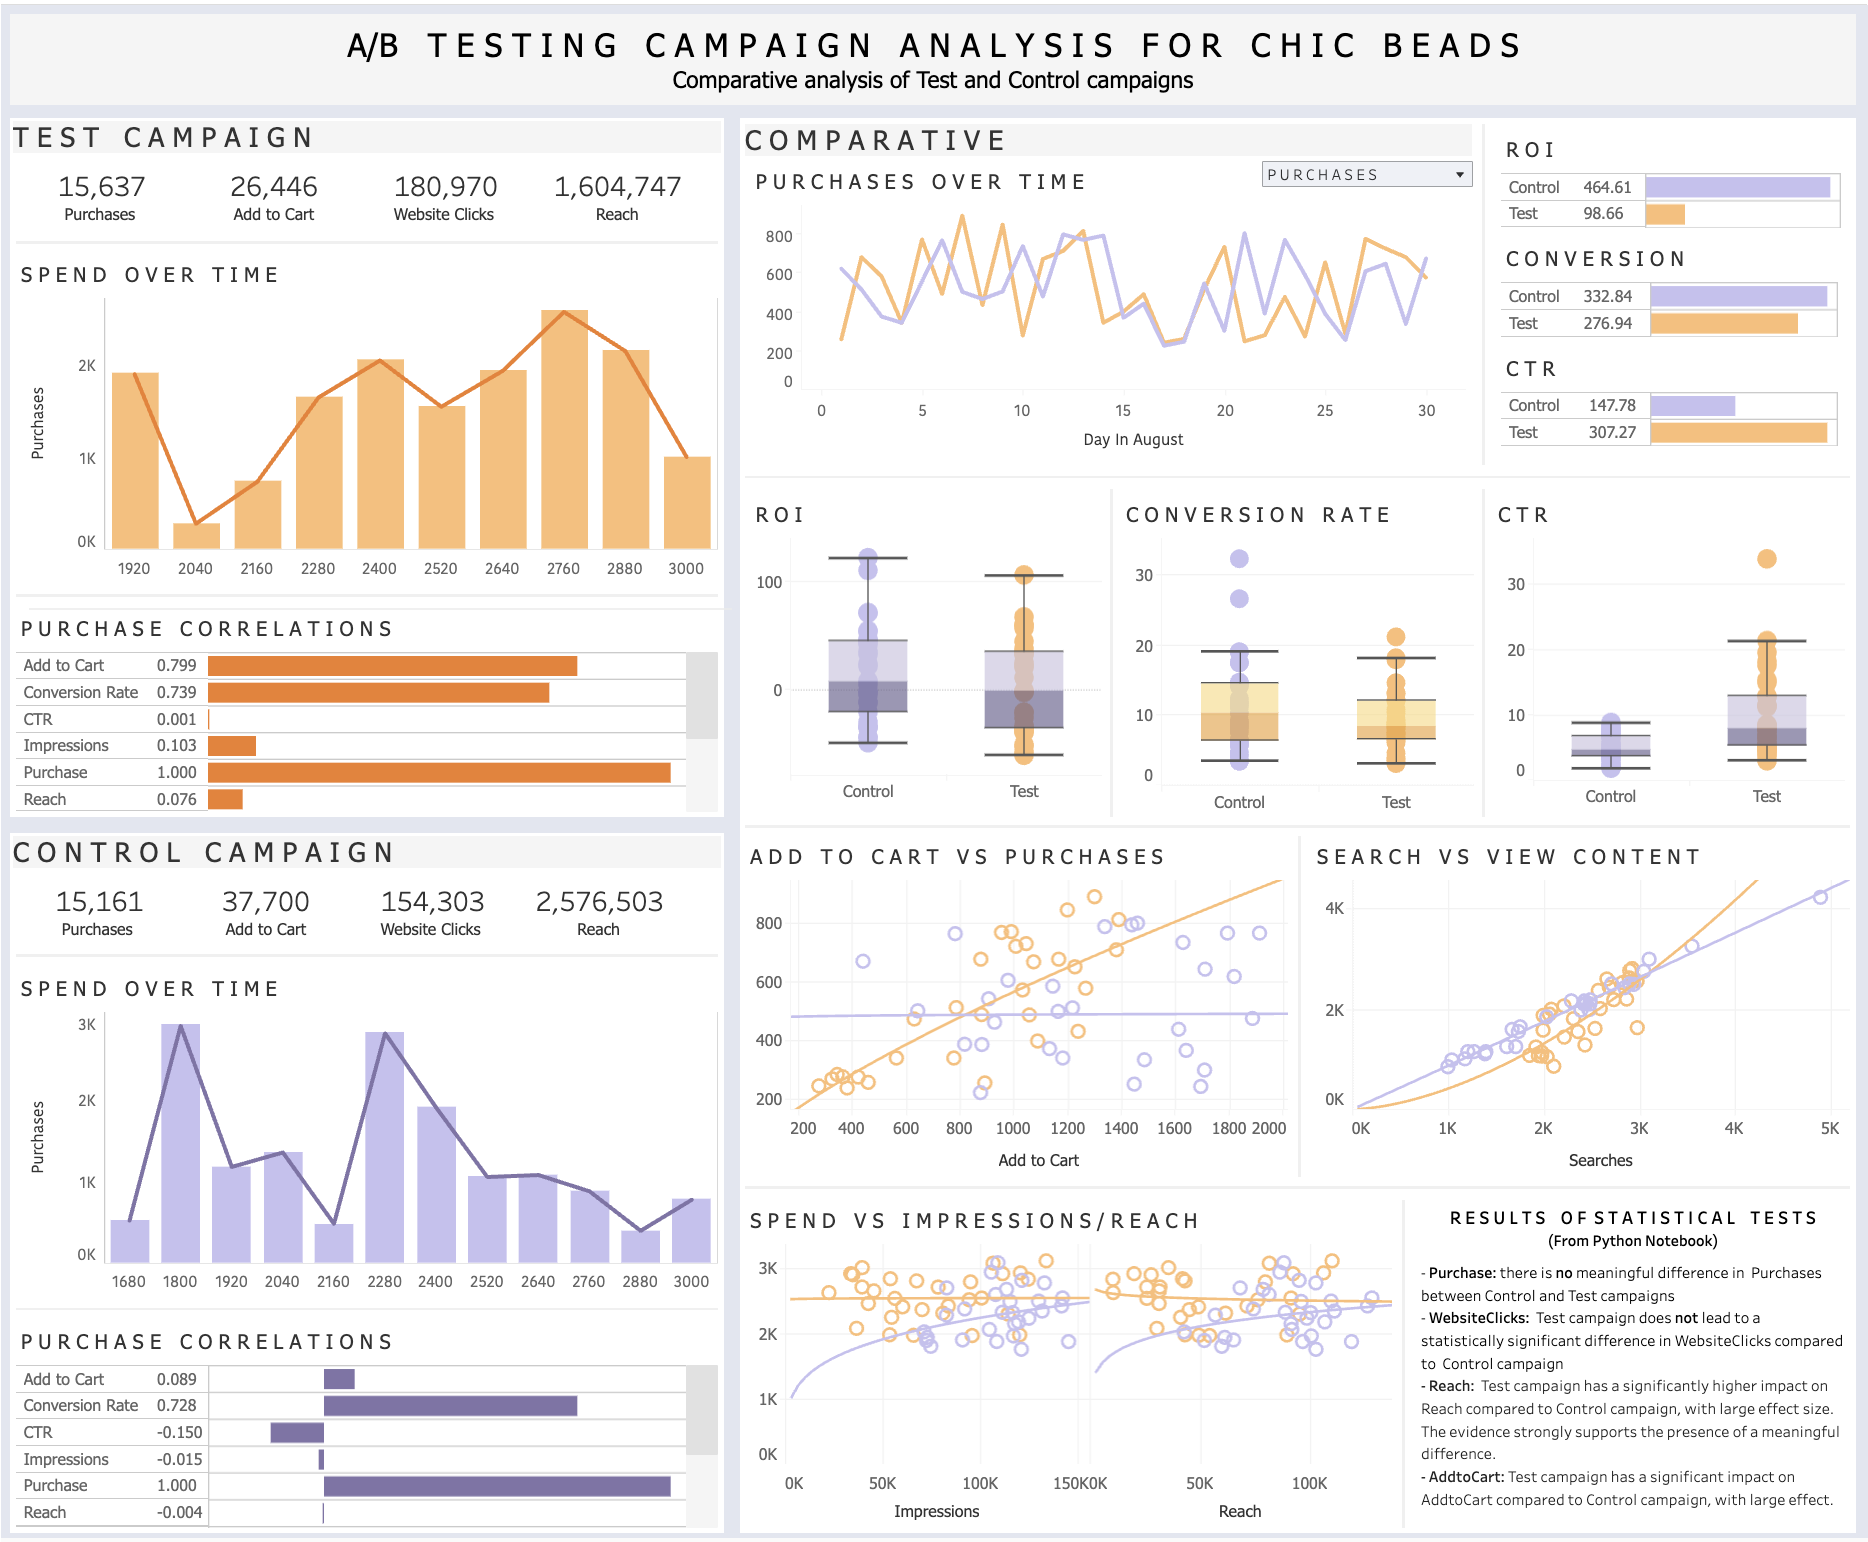 A/B TESTING CAMPAIGN ANALYSIS FOR CHIC BEADS
Comparative analysis of Test and Control campaigns
TEST CAMPAIGN
15,637 26,446 180,970 1,604,747
Purchases Add to Cart Website Clicks Reach
SPEND OVER TIME
Purchases
2K
1K
0K
1920 2040 2160 2280 2400 2520 2640 2760 2880 3000
PURCHASE CORRELATIONS
Add to Cart 0.799
Conversion Rate 0.739
CTR 0.001
Impressions 0.103
Purchase 1.000
Reach 0.076
CONTROL CAMPAIGN
15,161 37,700 154,303 2,576,503
Purchases Add to Cart Website Clicks Reach
SPEND OVER TIME
Purchases
3K
2K
1K
0K
1680 1800 1920 2040 2160 2280 2400 2520 2640 2760 2880 3000
PURCHASE CORRELATIONS
Add to Cart 0.089
Conversion Rate 0.728
CTR -0.150
Impressions -0.015
Purchase 1.000
Reach -0.004
COMPARATIVE
PURCHASES OVER TIME
PURCHASES
800
600
400
200
0
0 5 10 15 20 25 30
Day In August
ROI
Control 464.61
Test 98.66
CONVERSION
Control 332.84
Test 276.94
CTR
Control 147.78
Test 307.27
ROI
100
0
Control Test
CONVERSION RATE
30
20
10
0
Control Test
CTR
30
20
10
0
Control Test
ADD TO CART VS PURCHASES
800
600
400
200
200 400 600 800 1000 1200 1400 1600 1800 2000
Add to Cart
SEARCH VS VIEW CONTENT
4K
2K
0K
0K 1K 2K 3K 4K 5K
Searches
SPEND VS IMPRESSIONS/REACH
3K
2K
1K
0K
0K 50K 100K 150K 0K 50K 100K
Impressions Reach
RESULTS OF STATISTICAL TESTS
(From Python Notebook)
- Purchase: there is no meaningful difference in Purchases
between Control and Test campaigns
- WebsiteClicks: Test campaign does not lead to a
statistically significant difference in WebsiteClicks compared
to Control campaign
- Reach: Test campaign has a significantly higher impact on
Reach compared to Control campaign, with large effect size.
The evidence strongly supports the presence of a meaningful
difference.
- AddtoCart: Test campaign has a significant impact on
AddtoCart compared to Control campaign, with large effect.